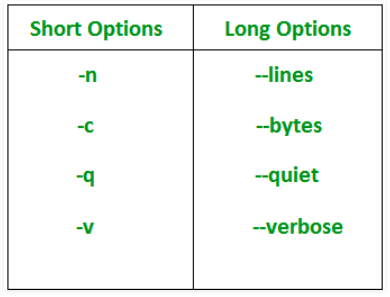 Short Options Long Options
-n --lines
-c --bytes
-q --quiet
-v --verbose